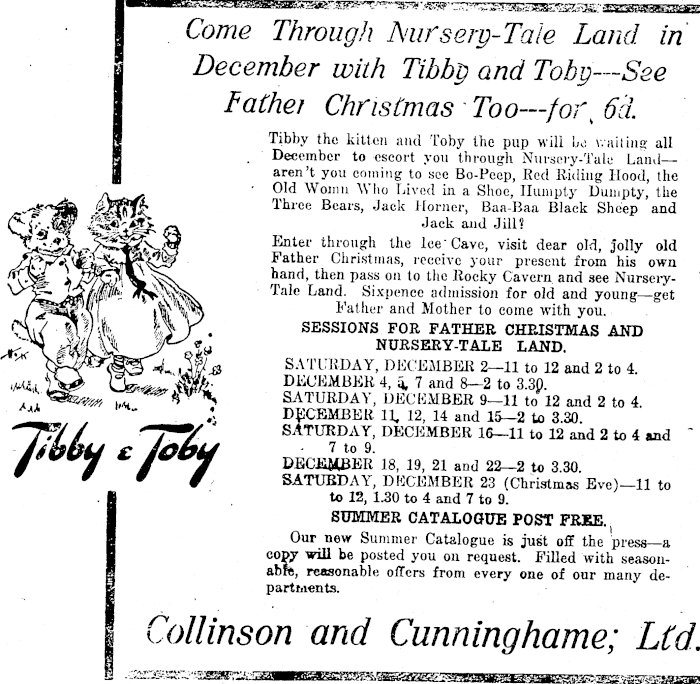 Come Through Nursery-Tale Land in
December with Tibby and Toby---See
Father Christmas Too---for 6d.
Tibby the kitten and Toby the pup will be waiting all
December to escort you through Nursery-Tale Land—
aren't you coming to see Bo-Peep, Red Riding Hood, the
Old Womn Who Lived in a Shoe, Humpty Dumpty, the
Three Bears, Jack Horner, Baa-Baa Black Sheep and
Jack and Jill?
Enter through the Ice Cave, visit dear old, jolly old
Father Christmas, receive your present from his own
hand, then pass on to the Rocky Cavern and see Nursery-
Tale Land. Sixpence admission for old and young—get
Father and Mother to come with you.
SESSIONS FOR FATHER CHRISTMAS AND
NURSERY-TALE LAND.
SATURDAY, DECEMBER 2—11 to 12 and 2 to 4.
DECEMBER 4, 5, 7 and 8—2 to 3.30.
SATURDAY, DECEMBER 9—11 to 12 and 2 to 4.
DECEMBER 11, 12, 14 and 15—2 to 3.30.
SATURDAY, DECEMBER 16—11 to 12 and 2 to 4 and
7 to 9.
DECEMBER 18, 19, 21 and 22—2 to 3.30.
SATURDAY, DECEMBER 23 (Christmas Eve)—11 to
to 12, 1.30 to 4 and 7 to 9.
SUMMER CATALOGUE POST FREE.
Our new Summer Catalogue is just off the press—a
copy will be posted you on request. Filled with season-
able, reasonable offers from every one of our many de-
partments.
Tibby & Toby
Collinson and Cunninghame; Ltd.